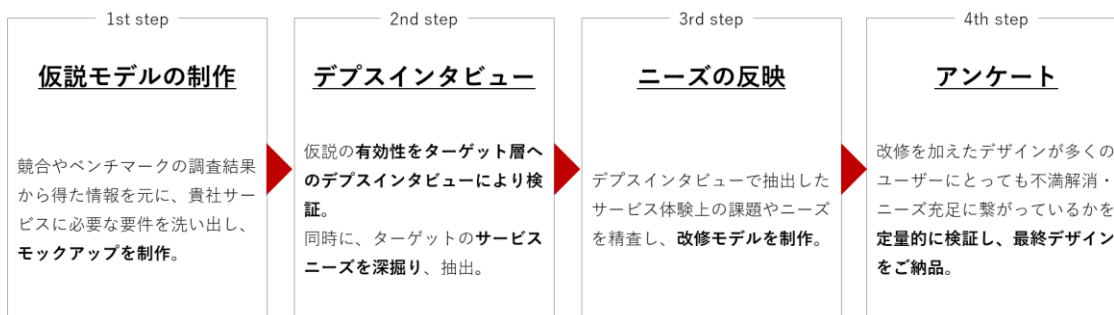 1st step
仮説モデルの制作
競合やベンチマークの調査結果
から得た情報を元に、貴社サー
ビスに必要な要件を洗い出し、
モックアップを制作。
2nd step
デプスインタビュー
仮説の有効性をターゲット層へ
のデプスインタビューにより検
証。
同時に、ターゲットのサービス
ニーズを深掘り、抽出。
3rd step
ニーズの反映
デプスインタビューで抽出した
サービス体験上の課題やニーズ
を精査し、改修モデルを制作。
4th step
アンケート
改修を加えたデザインが多くの
ユーザーにとっても不満解消・
ニーズ充足に繋がっているかを
定量的に検証し、最終デザイン
をご納品。